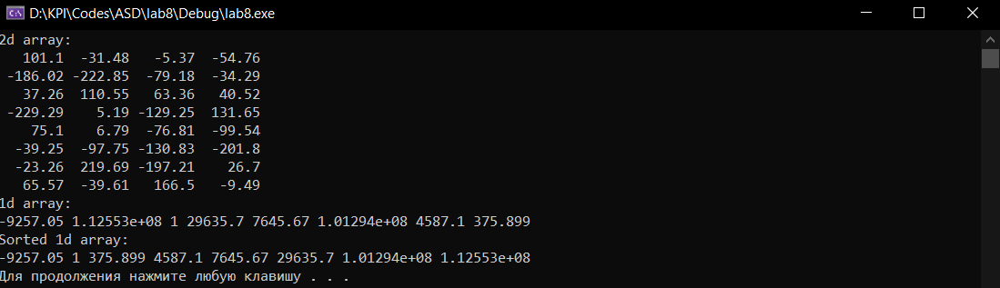 D:\KPI\Codes\ASD\lab8\Debug\lab8.exe
2d array:
101.1 -31.48 -5.37 -54.76
-186.02 -222.85 -79.18 -34.29
37.26 110.55 63.36 40.52
-229.29 5.19 -129.25 131.65
75.1 6.79 -76.81 -99.54
-39.25 -97.75 -130.83 -201.8
-23.26 219.69 -197.21 26.7
65.57 -39.61 166.5 -9.49
1d array:
-9257.05 1.12553e+08 1 29635.7 7645.67 1.01294e+08 4587.1 375.899
Sorted 1d array:
-9257.05 1 375.899 4587.1 7645.67 29635.7 1.01294e+08 1.12553e+08
Для продолжения нажмите любую клавишу . . .